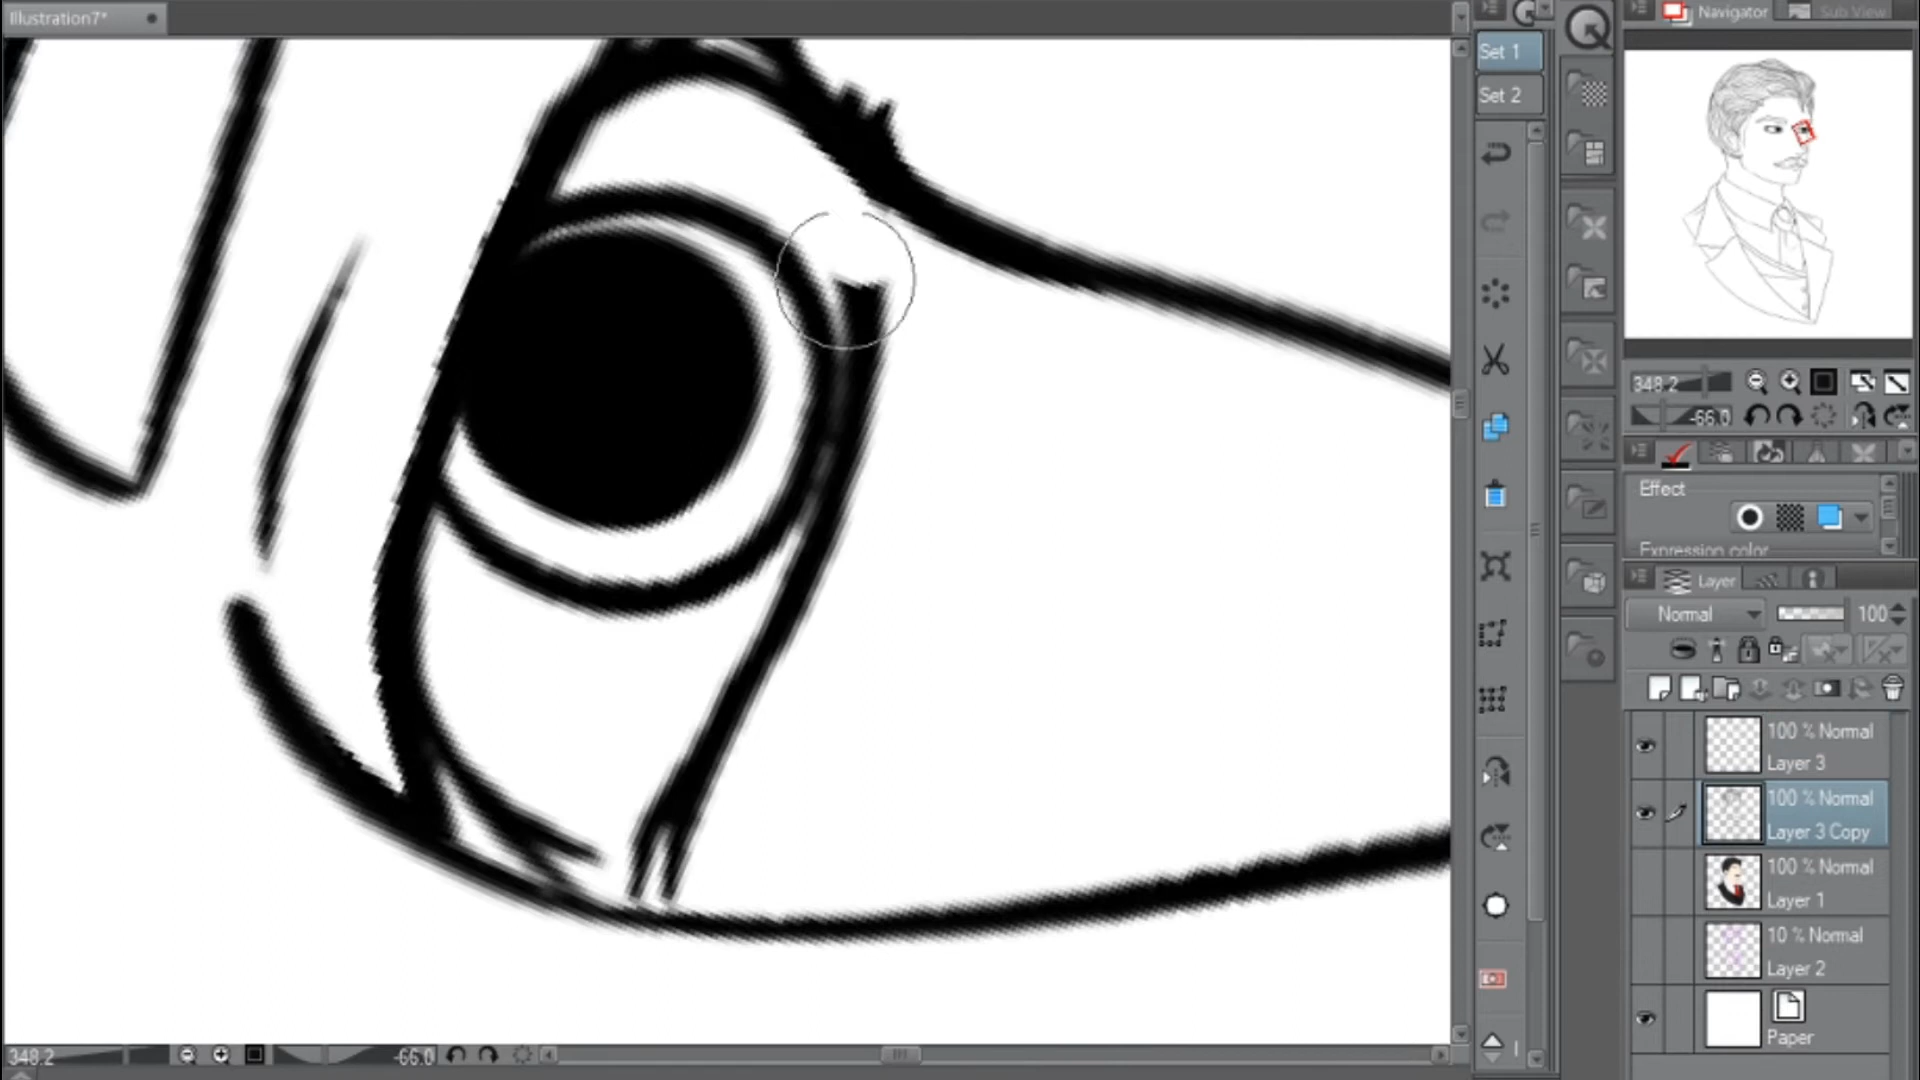 Illustration7*
Set 1
Set 2
Navigator
Sub View
348.2
-66.0
Effect
Expression color
Layer
Normal
100
100 % Normal
Layer 3
100 % Normal
Layer 3 Copy
100 % Normal
Layer 1
10 % Normal
Layer 2
Paper
348.2
-66.0